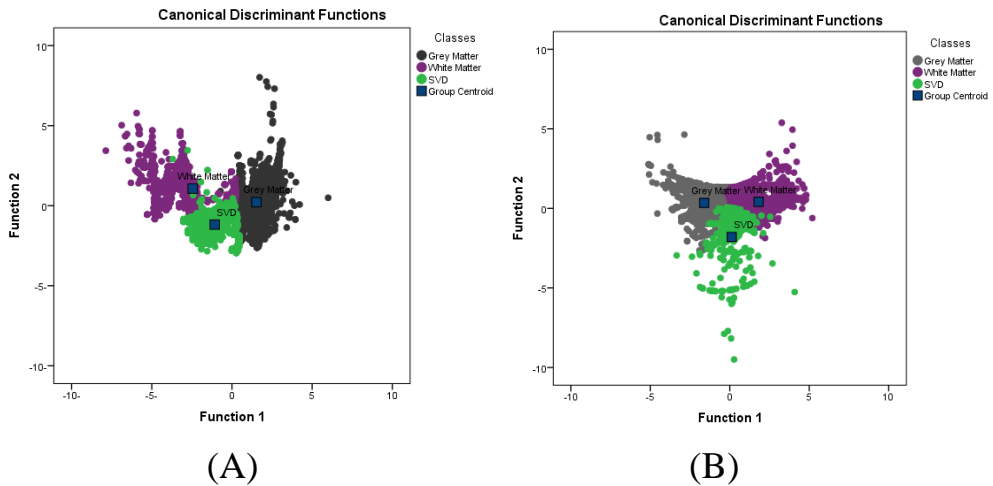 Canonical Discriminant Functions
Classes
Grey Matter
White Matter
SVD
Group Centroid
Function 2
10-
5-
0-
-5-
-10-
White Matter
Grey Matter
SVD
-10-
-5-
0
5
10
Function 1
(A)
Canonical Discriminant Functions
Classes
Grey Matter
White Matter
SVD
Group Centroid
Function 2
10
5
0
-5
-10
Grey Matter
White Matter
SVD
-10
-5
0
5
10
Function 1
(B)